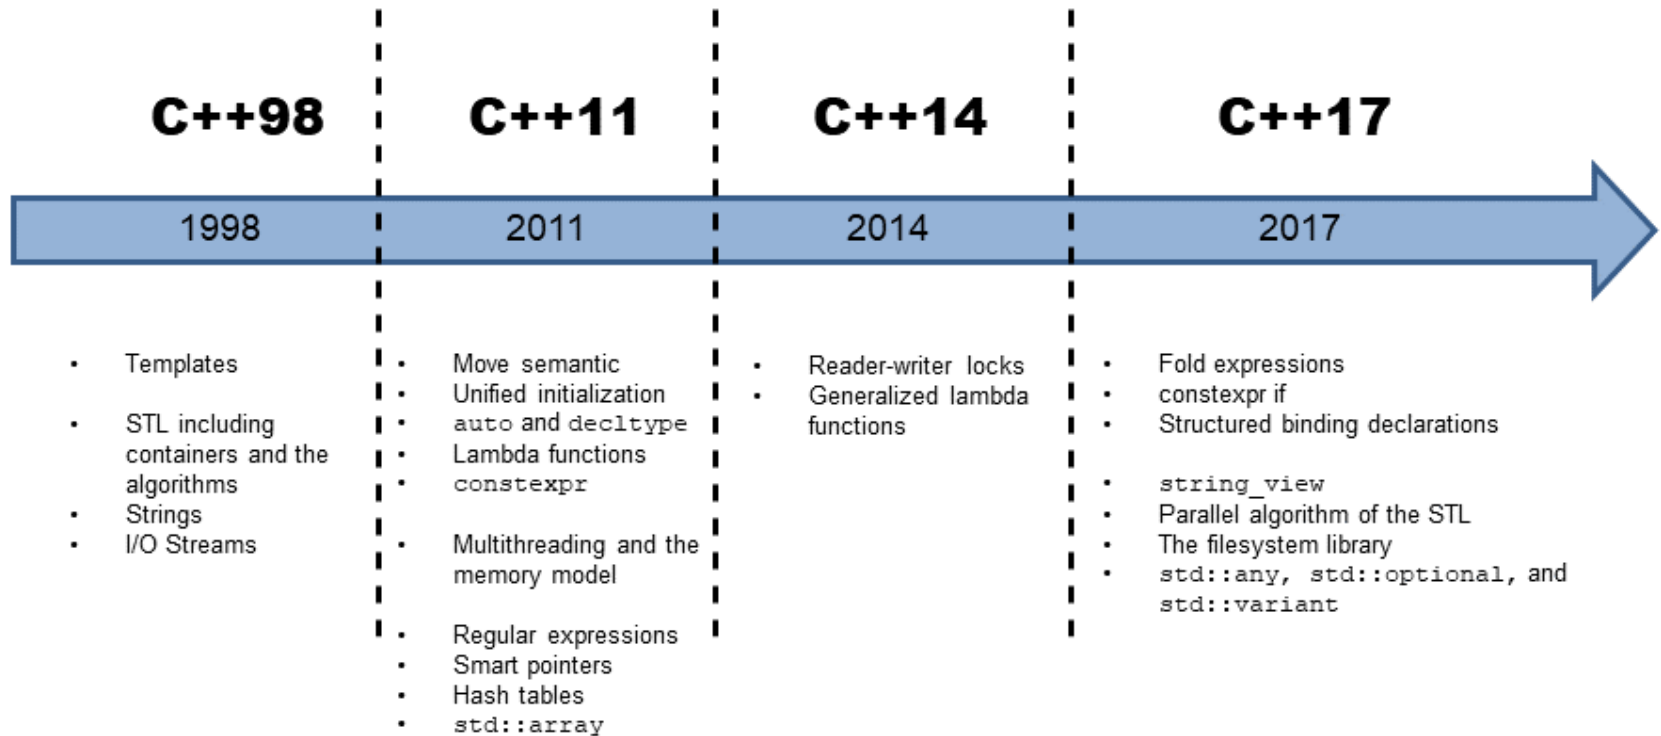 C++98
C++11
C++14
C++17
1998
2011
2014
2017
• Templates
• STL including
containers and the
algorithms
• Strings
• I/O Streams
• Move semantic
• Unified initialization
• auto and decltype
• Lambda functions
• constexpr
• Multithreading and the
memory model
• Regular expressions
• Smart pointers
• Hash tables
• std::array
• Reader-writer locks
• Generalized lambda
functions
• Fold expressions
• constexpr if
• Structured binding declarations
• string_view
• Parallel algorithm of the STL
• The filesystem library
• std::any, std::optional, and
std::variant